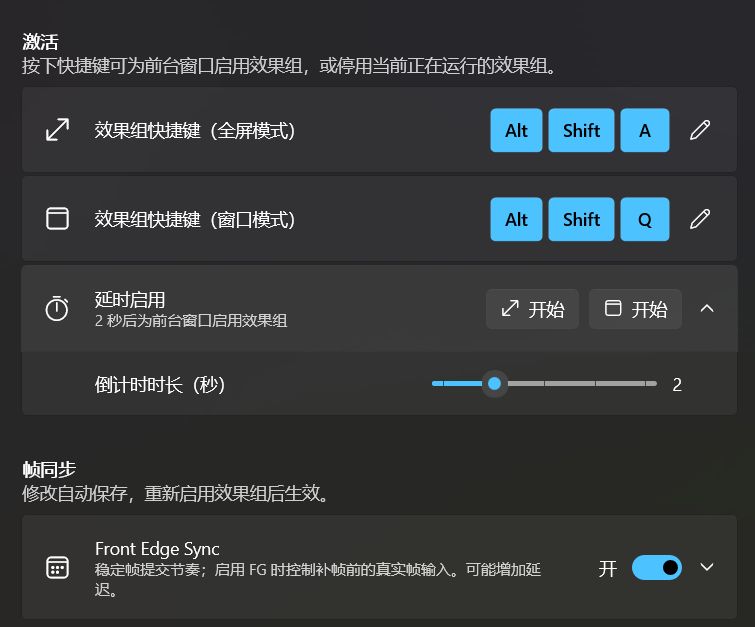 激活
按下快捷键可为前台窗口启用效果组，或停用当前正在运行的效果组。
效果组快捷键（全屏模式） Alt Shift A
效果组快捷键（窗口模式） Alt Shift Q
延时启用
2 秒后为前台窗口启用效果组
开始 开始
倒计时时长（秒） 2
帧同步
修改自动保存，重新启用效果组后生效。
Front Edge Sync
稳定帧提交节奏；启用 FG 时控制补帧前的真实帧输入。可能增加延
迟。
开